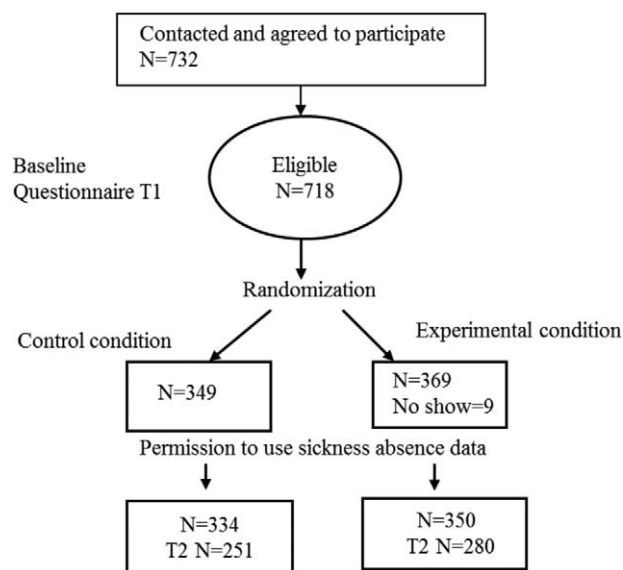 Contacted and agreed to participate
N=732
Baseline
Questionnaire T1
Eligible
N=718
Randomization
Control condition
Experimental condition
N=349
N=369
No show=9
Permission to use sickness absence data
N=334
T2 N=251
N=350
T2 N=280